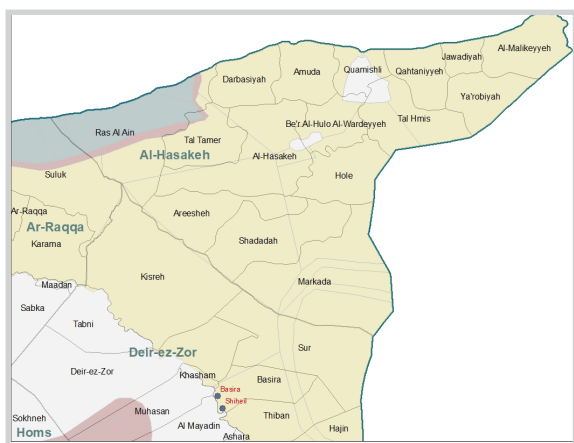 Al-Malikeyyeh
Jawadiyah
Qamishli
Qahtaniyyeh
Amuda
Darbasiyah
Ya'robiyah
Tal Hmis
Be'r Al-Hulo Al-Wardeyyeh
Ras Al Ain
Tal Tamer
Al-Hasakeh
Al-Hasakeh
Suluk
Hole
Ar-Raqqa
Areesheh
Ar-Raqqa
Karama
Shadadah
Kisreh
Markada
Maadan
Sabka
Tabni
Sur
Deir-ez-Zor
Deir-ez-Zor
Khasham
Basira
Basira
Shiheil
Muhasan
Thiban
Sokhneh
Al Mayadin
Hajin
Homs
Ashara